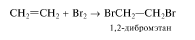 CH₂=CH₂ + Br₂ → BrCH₂—CH₂Br
1,2-дибромэтан